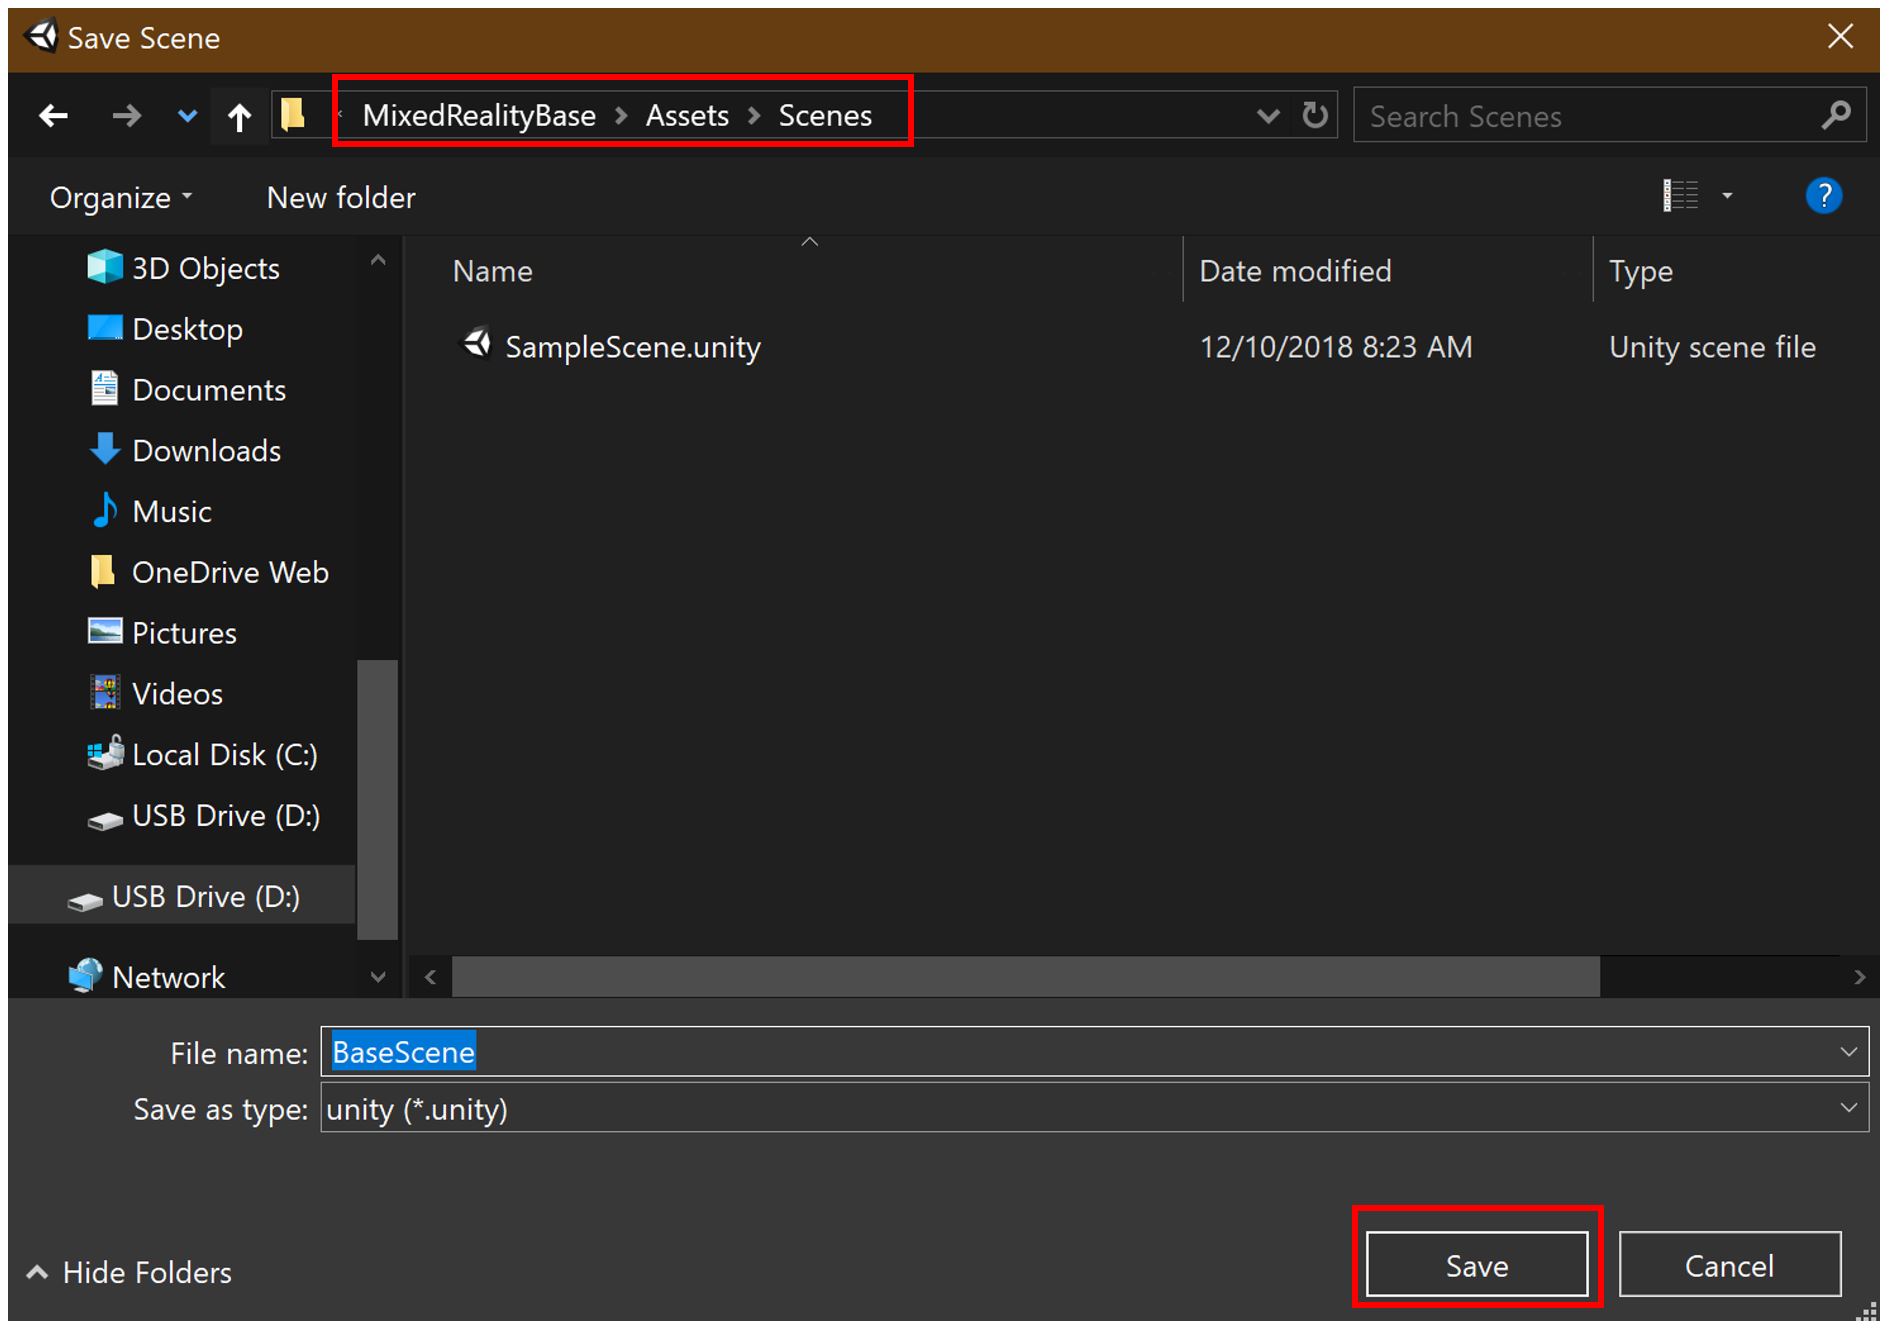 Save Scene
MixedRealityBase > Assets > Scenes
Search Scenes
Organize
New folder
?
Name
Date modified
Type
SampleScene.unity
12/10/2018 8:23 AM
Unity scene file
3D Objects
Desktop
Documents
Downloads
Music
OneDrive Web
Pictures
Videos
Local Disk (C:)
USB Drive (D:)
USB Drive (D:)
Network
File name: BaseScene
Save as type: unity (*.unity)
Hide Folders
Save
Cancel